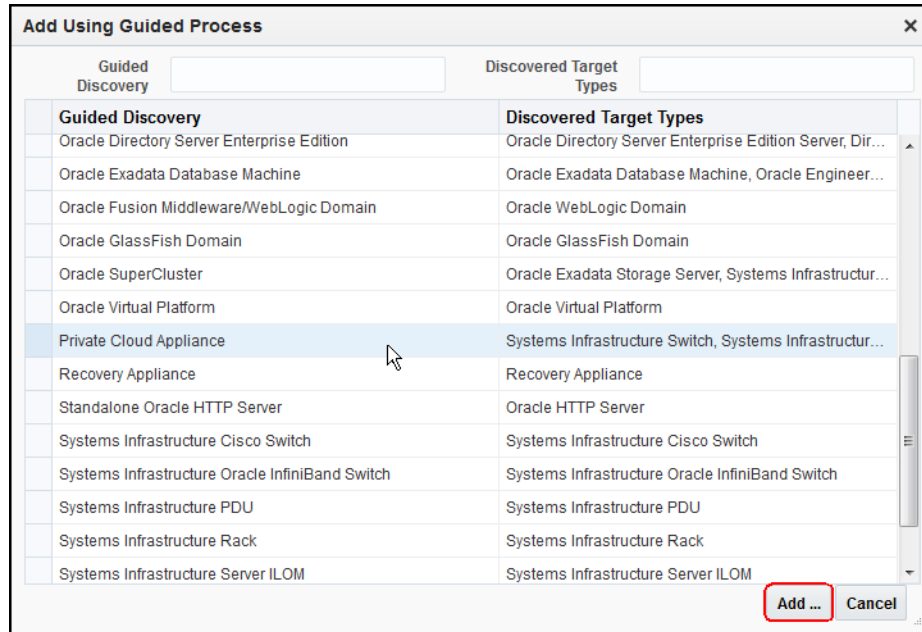 Add Using Guided Process
Guided Discovery
Discovered Target Types
Guided Discovery Discovered Target Types
Oracle Directory Server Enterprise Edition Oracle Directory Server Enterprise Edition Server, Dir...
Oracle Exadata Database Machine Oracle Exadata Database Machine, Oracle Engineer...
Oracle Fusion Middleware/WebLogic Domain Oracle WebLogic Domain
Oracle GlassFish Domain Oracle GlassFish Domain
Oracle SuperCluster Oracle Exadata Storage Server, Systems Infrastructur...
Oracle Virtual Platform Oracle Virtual Platform
Private Cloud Appliance Systems Infrastructure Switch, Systems Infrastructur...
Recovery Appliance Recovery Appliance
Standalone Oracle HTTP Server Oracle HTTP Server
Systems Infrastructure Cisco Switch Systems Infrastructure Cisco Switch
Systems Infrastructure Oracle InfiniBand Switch Systems Infrastructure Oracle InfiniBand Switch
Systems Infrastructure PDU Systems Infrastructure PDU
Systems Infrastructure Rack Systems Infrastructure Rack
Systems Infrastructure Server ILOM Systems Infrastructure Server ILOM
Add ... Cancel